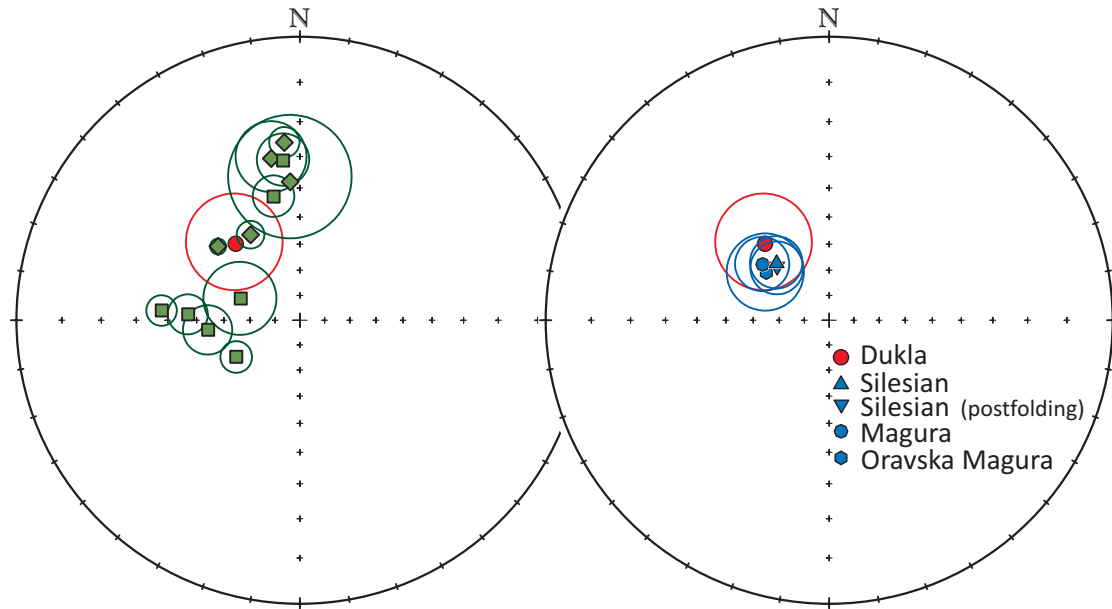 N
N
Dukla
Silesian
Silesian (postfolding)
Magura
Oravska Magura